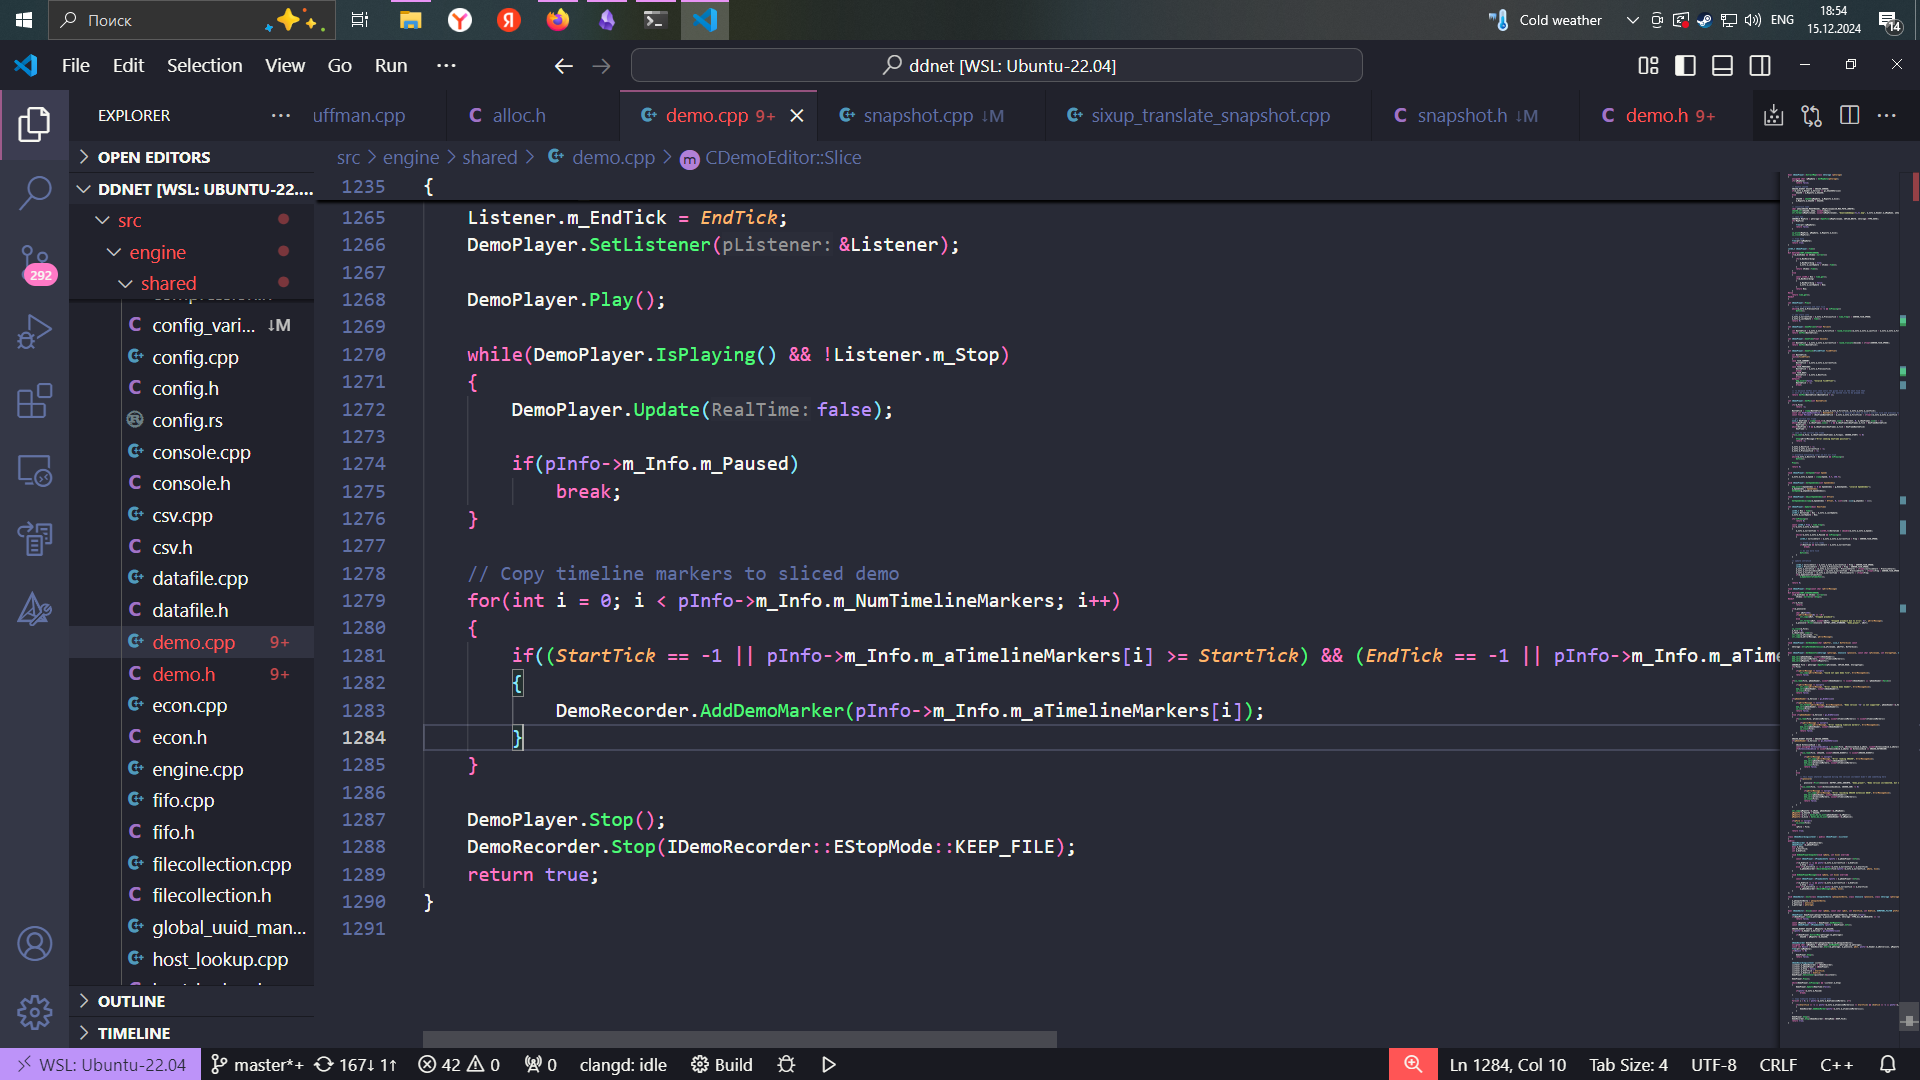 Поиск
Cold weather
ENG
18:54
15.12.2024
14
File Edit Selection View Go Run ···
ddnet [WSL: Ubuntu-22.04]
EXPLORER ···
uffman.cpp
alloc.h
demo.cpp 9+
snapshot.cpp ↓M
sixup_translate_snapshot.cpp
snapshot.h ↓M
demo.h 9+
OPEN EDITORS
src > engine > shared > demo.cpp > CDemoEditor::Slice
DDNET [WSL: UBUNTU-22....
src
engine
shared
292
config_vari... ↓M
config.cpp
config.h
config.rs
console.cpp
console.h
csv.cpp
csv.h
datafile.cpp
datafile.h
demo.cpp 9+
demo.h 9+
econ.cpp
econ.h
engine.cpp
fifo.cpp
fifo.h
filecollection.cpp
filecollection.h
global_uuid_man...
host_lookup.cpp
OUTLINE
TIMELINE
1235 {
1265 Listener.m_EndTick = EndTick;
1266 DemoPlayer.SetListener(pListener: &Listener);
1267
1268 DemoPlayer.Play();
1269
1270 while(DemoPlayer.IsPlaying() && !Listener.m_Stop)
1271 {
1272 DemoPlayer.Update(RealTime: false);
1273
1274 if(pInfo->m_Info.m_Paused)
1275 break;
1276 }
1277
1278 // Copy timeline markers to sliced demo
1279 for(int i = 0; i < pInfo->m_Info.m_NumTimelineMarkers; i++)
1280 {
1281 if((StartTick == -1 || pInfo->m_Info.m_aTimelineMarkers[i] >= StartTick) && (EndTick == -1 || pInfo->m_Info.m_aTime
1282 {
1283 DemoRecorder.AddDemoMarker(pInfo->m_Info.m_aTimelineMarkers[i]);
1284 }
1285 }
1286
1287 DemoPlayer.Stop();
1288 DemoRecorder.Stop(IDemoRecorder::EStopMode::KEEP_FILE);
1289 return true;
1290 }
1291
WSL: Ubuntu-22.04 master*+ 167↓ 1↑ 42 0 0 clangd: idle Build Ln 1284, Col 10 Tab Size: 4 UTF-8 CRLF C++